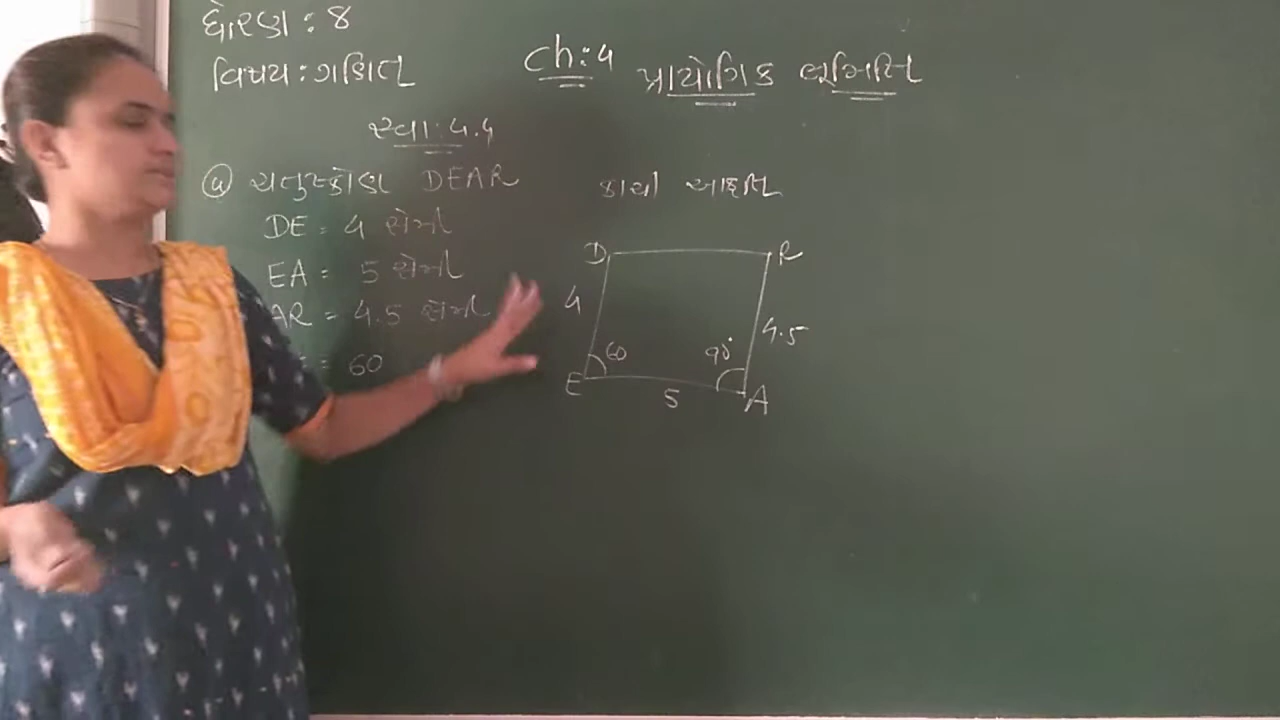 ધોરણ : ૪
વિષય : ગણિત
Ch : 4 પ્રાયોગિક ભૂમિતિ
સ્વા : 4.4
ચતુષ્કોણ DEAR
કાચી આકૃતિ
DE = 4 સેમી
EA = 5 સેમી
AR = 4.5 સેમી
= 60
D R
4 4.5
60 90°
E 5 A